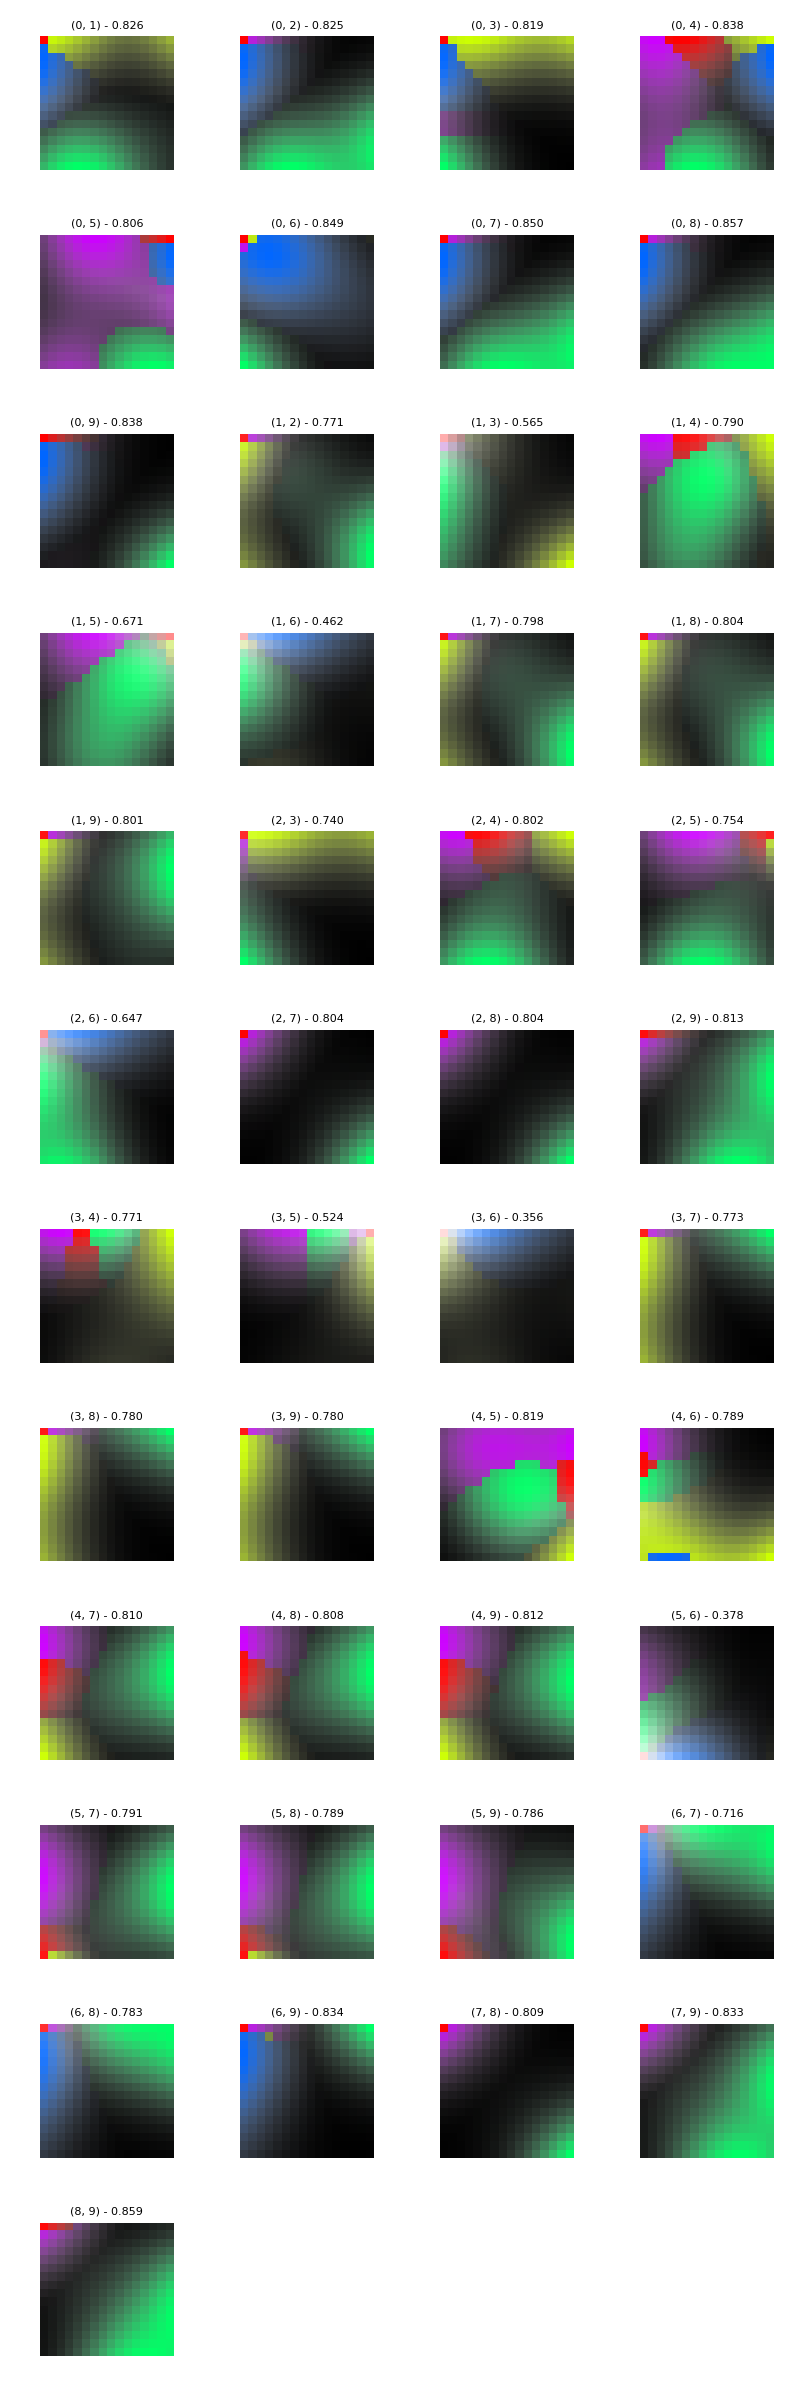 (0, 1) - 0.826 (0, 2) - 0.825 (0, 3) - 0.819 (0, 4) - 0.838
(0, 5) - 0.806 (0, 6) - 0.849 (0, 7) - 0.850 (0, 8) - 0.857
(0, 9) - 0.838 (1, 2) - 0.771 (1, 3) - 0.565 (1, 4) - 0.790
(1, 5) - 0.671 (1, 6) - 0.462 (1, 7) - 0.798 (1, 8) - 0.804
(1, 9) - 0.801 (2, 3) - 0.740 (2, 4) - 0.802 (2, 5) - 0.754
(2, 6) - 0.647 (2, 7) - 0.804 (2, 8) - 0.804 (2, 9) - 0.813
(3, 4) - 0.771 (3, 5) - 0.524 (3, 6) - 0.356 (3, 7) - 0.773
(3, 8) - 0.780 (3, 9) - 0.780 (4, 5) - 0.819 (4, 6) - 0.789
(4, 7) - 0.810 (4, 8) - 0.808 (4, 9) - 0.812 (5, 6) - 0.378
(5, 7) - 0.791 (5, 8) - 0.789 (5, 9) - 0.786 (6, 7) - 0.716
(6, 8) - 0.783 (6, 9) - 0.834 (7, 8) - 0.809 (7, 9) - 0.833
(8, 9) - 0.859